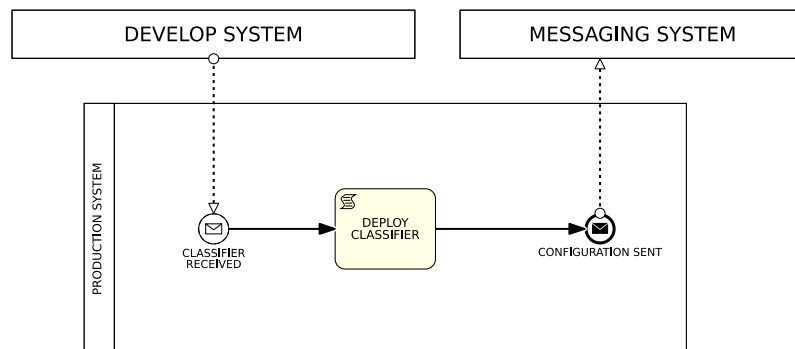 DEVELOP SYSTEM
MESSAGING SYSTEM
PRODUCTION SYSTEM
DEPLOY
CLASSIFIER
CLASSIFIER
RECEIVED
CONFIGURATION SENT